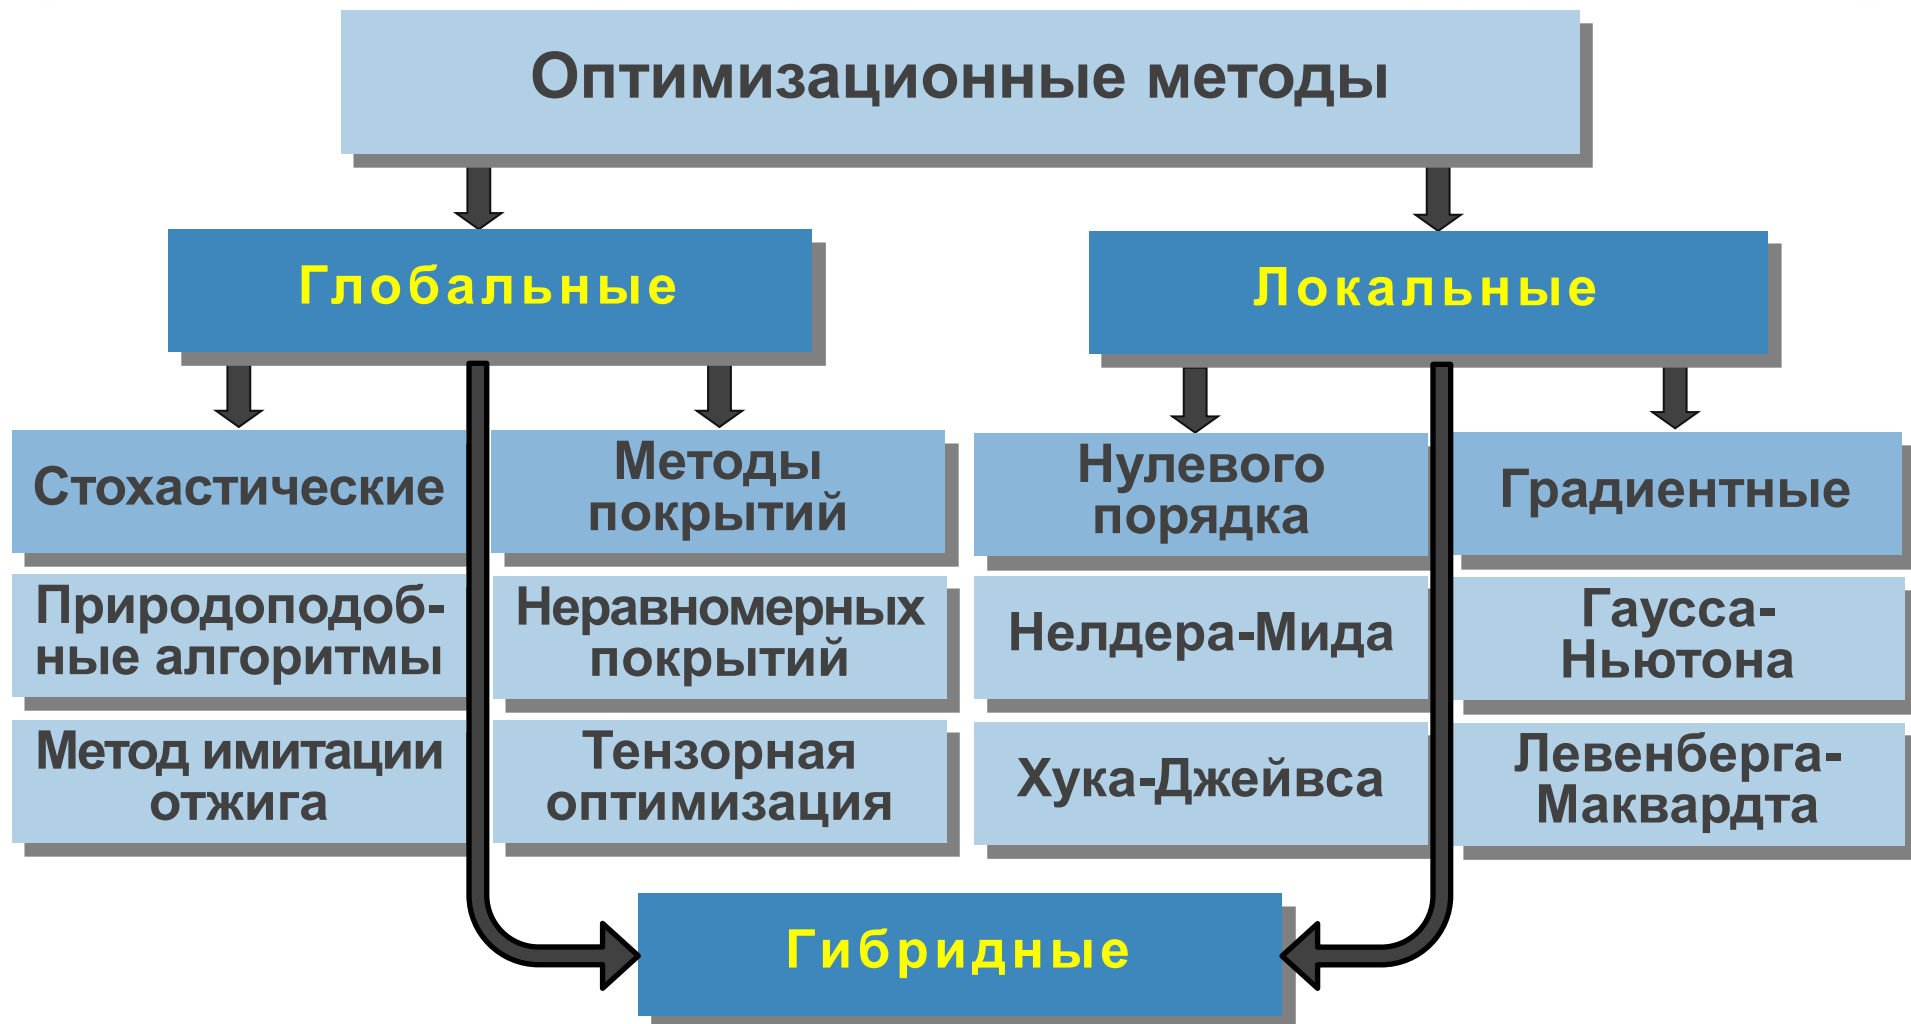 Оптимизационные методы
Глобальные
Локальные
Стохастические
Методы
покрытий
Нулевого
порядка
Градиентные
Природоподоб-
ные алгоритмы
Неравномерных
покрытий
Нелдера-Мида
Гаусса-
Ньютона
Метод имитации
отжига
Тензорная
оптимизация
Хука-Джейвса
Левенберга-
Маквардта
Гибридные